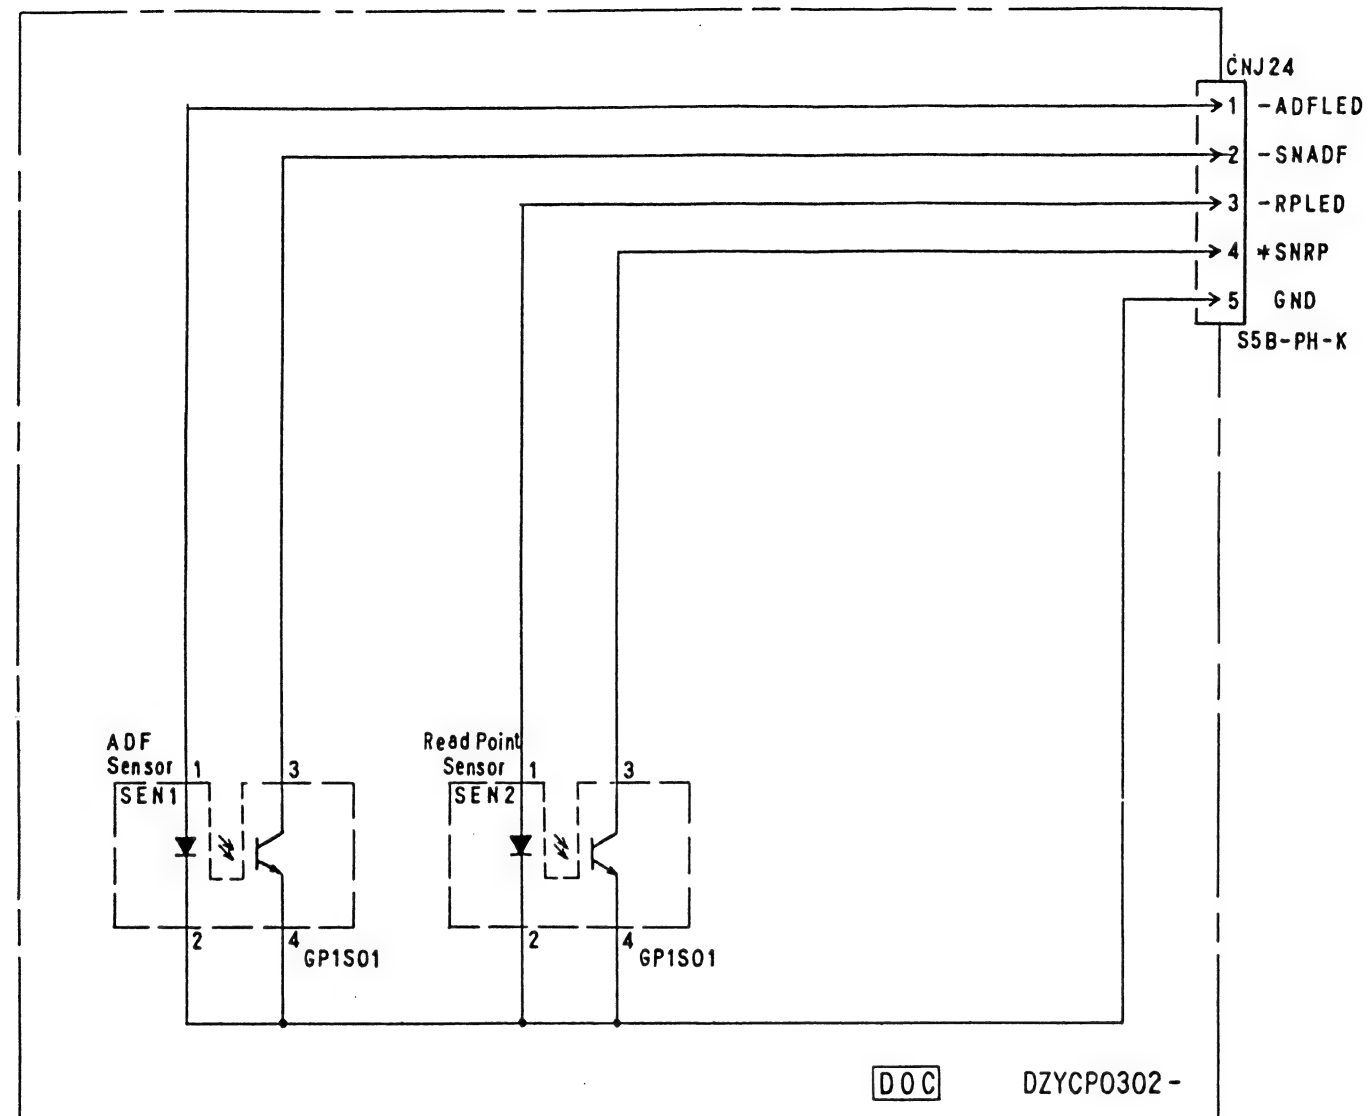 CNJ24
1 -ADFLED
2 -SNADF
3 -RPLED
4 *SNRP
5 GND
S5B-PH-K
ADF
Sensor 1 3
SEN1
2 4
GP1S01
Read Point
Sensor 1 3
SEN2
2 4
GP1S01
DOC DZYCP0302-